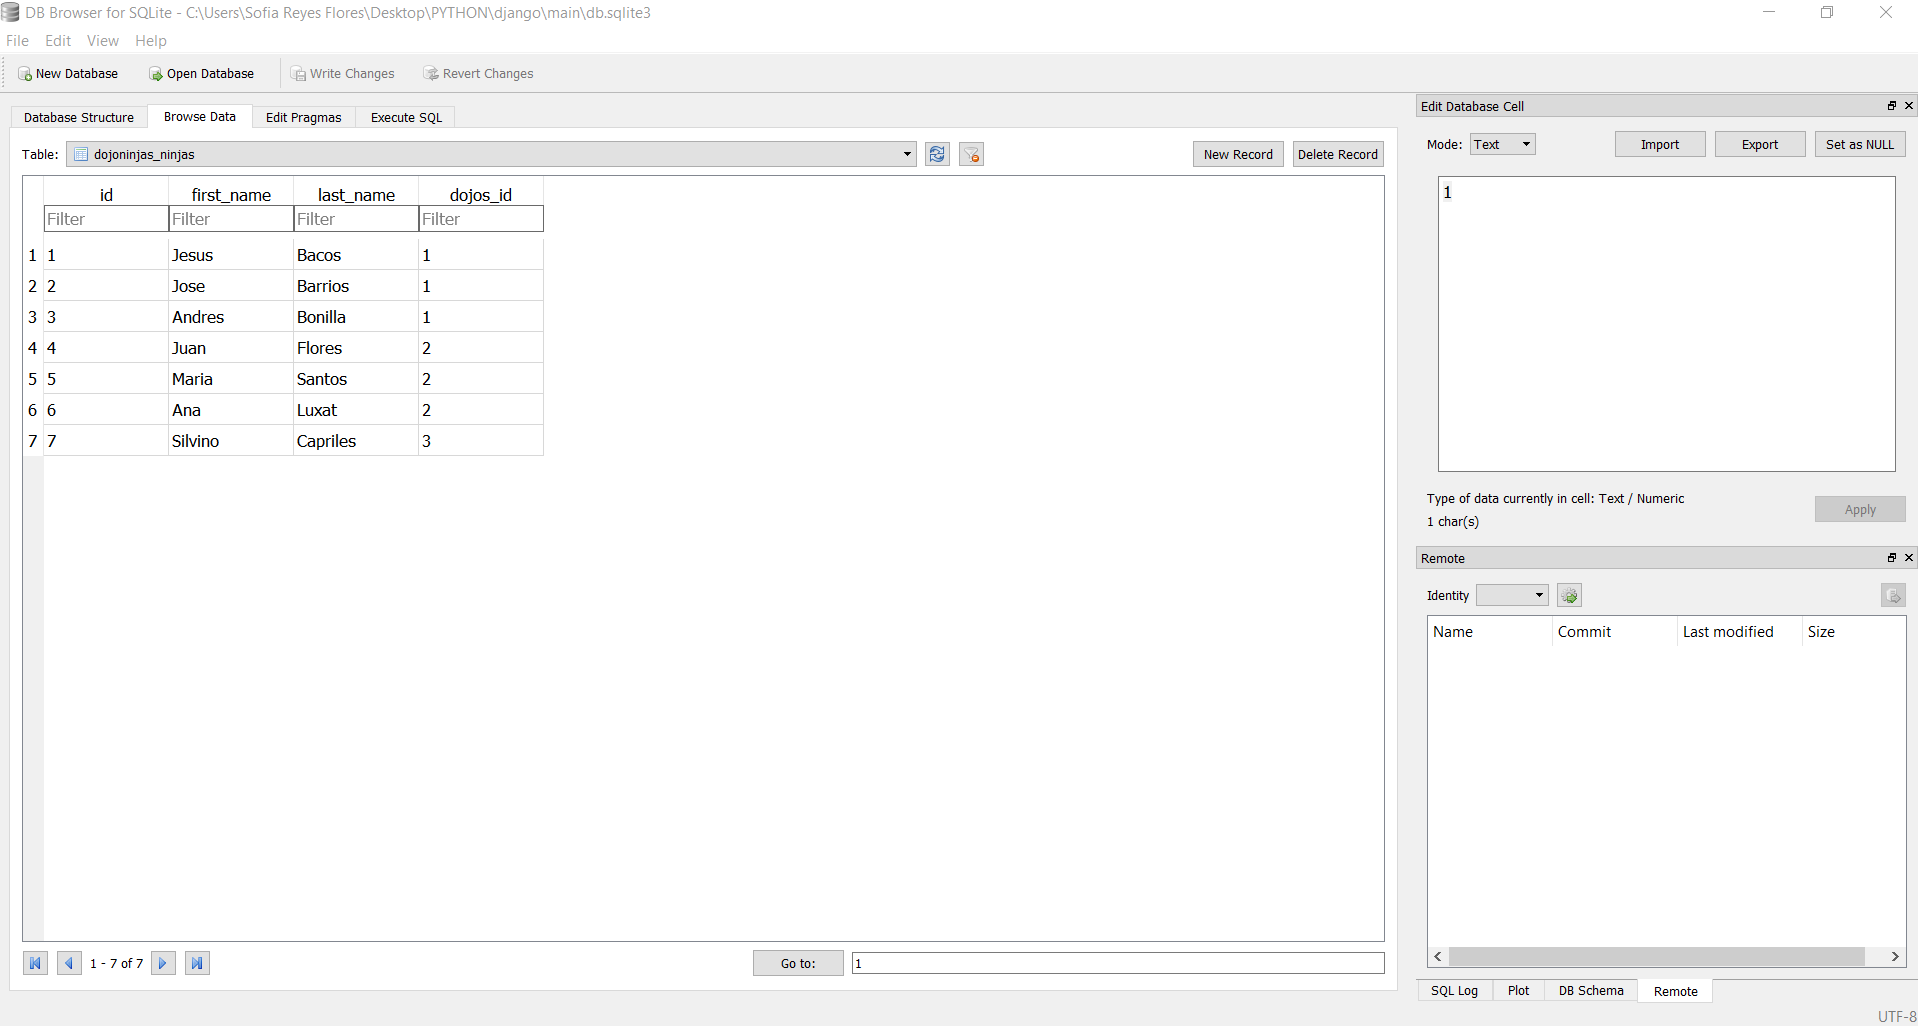 DB Browser for SQLite - C:\Users\Sofia Reyes Flores\Desktop\PYTHON\django\main\db.sqlite3
File Edit View Help
New Database Open Database Write Changes Revert Changes
Database Structure Browse Data Edit Pragmas Execute SQL
Table: dojoninjas_ninjas New Record Delete Record
id first_name last_name dojos_id
Filter Filter Filter Filter
1 1 Jesus Bacos 1
2 2 Jose Barrios 1
3 3 Andres Bonilla 1
4 4 Juan Flores 2
5 5 Maria Santos 2
6 6 Ana Luxat 2
7 7 Silvino Capriles 3
1 - 7 of 7 Go to: 1
Edit Database Cell
Mode: Text Import Export Set as NULL
1
Type of data currently in cell: Text / Numeric
1 char(s)
Apply
Remote
Identity
Name Commit Last modified Size
SQL Log Plot DB Schema Remote
UTF-8